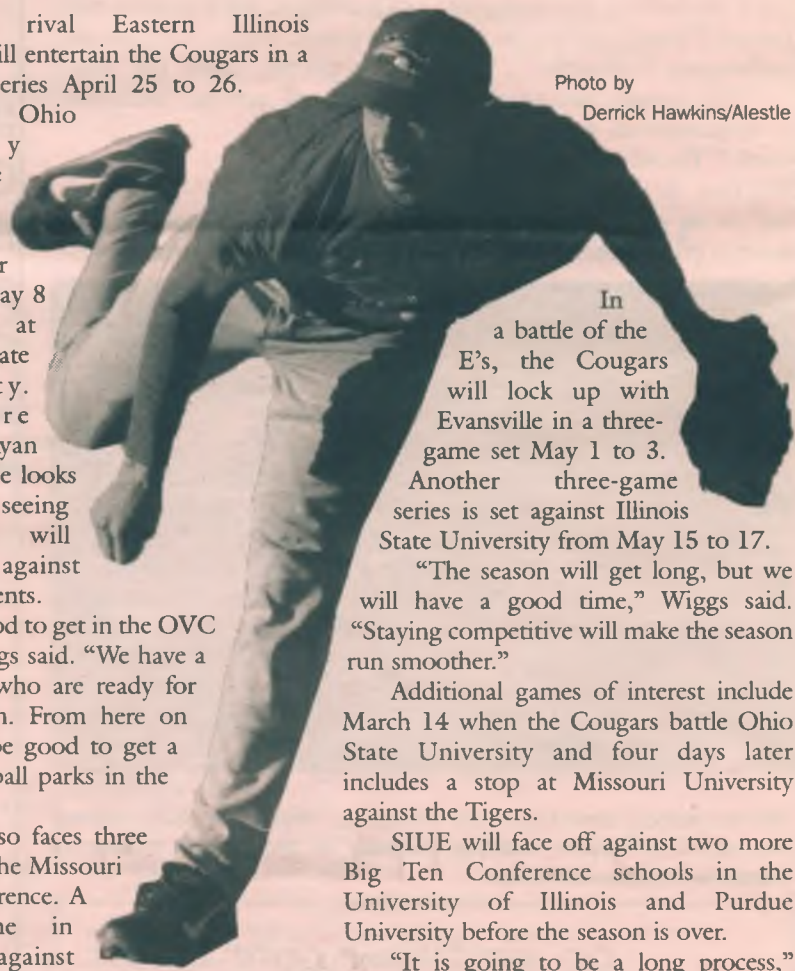 rival Eastern Illinois
ill entertain the Cougars in a
eries April 25 to 26.
Ohio
y
r
ay 8
at
ate
ty.
re
yan
e looks
seeing
will
against
ents.
od to get in the OVC
gs said. “We have a
who are ready for
n. From here on
be good to get a
ball parks in the
so faces three
he Missouri
rence. A
ne in
against
Photo by
Derrick Hawkins/Alestle
In
a battle of the
E’s, the Cougars
will lock up with
Evansville in a three-
game set May 1 to 3.
Another three-game
series is set against Illinois
State University from May 15 to 17.
“The season will get long, but we
will have a good time,” Wiggs said.
“Staying competitive will make the season
run smoother.”
Additional games of interest include
March 14 when the Cougars battle Ohio
State University and four days later
includes a stop at Missouri University
against the Tigers.
SIUE will face off against two more
Big Ten Conference schools in the
University of Illinois and Purdue
University before the season is over.
“It is going to be a long process,”